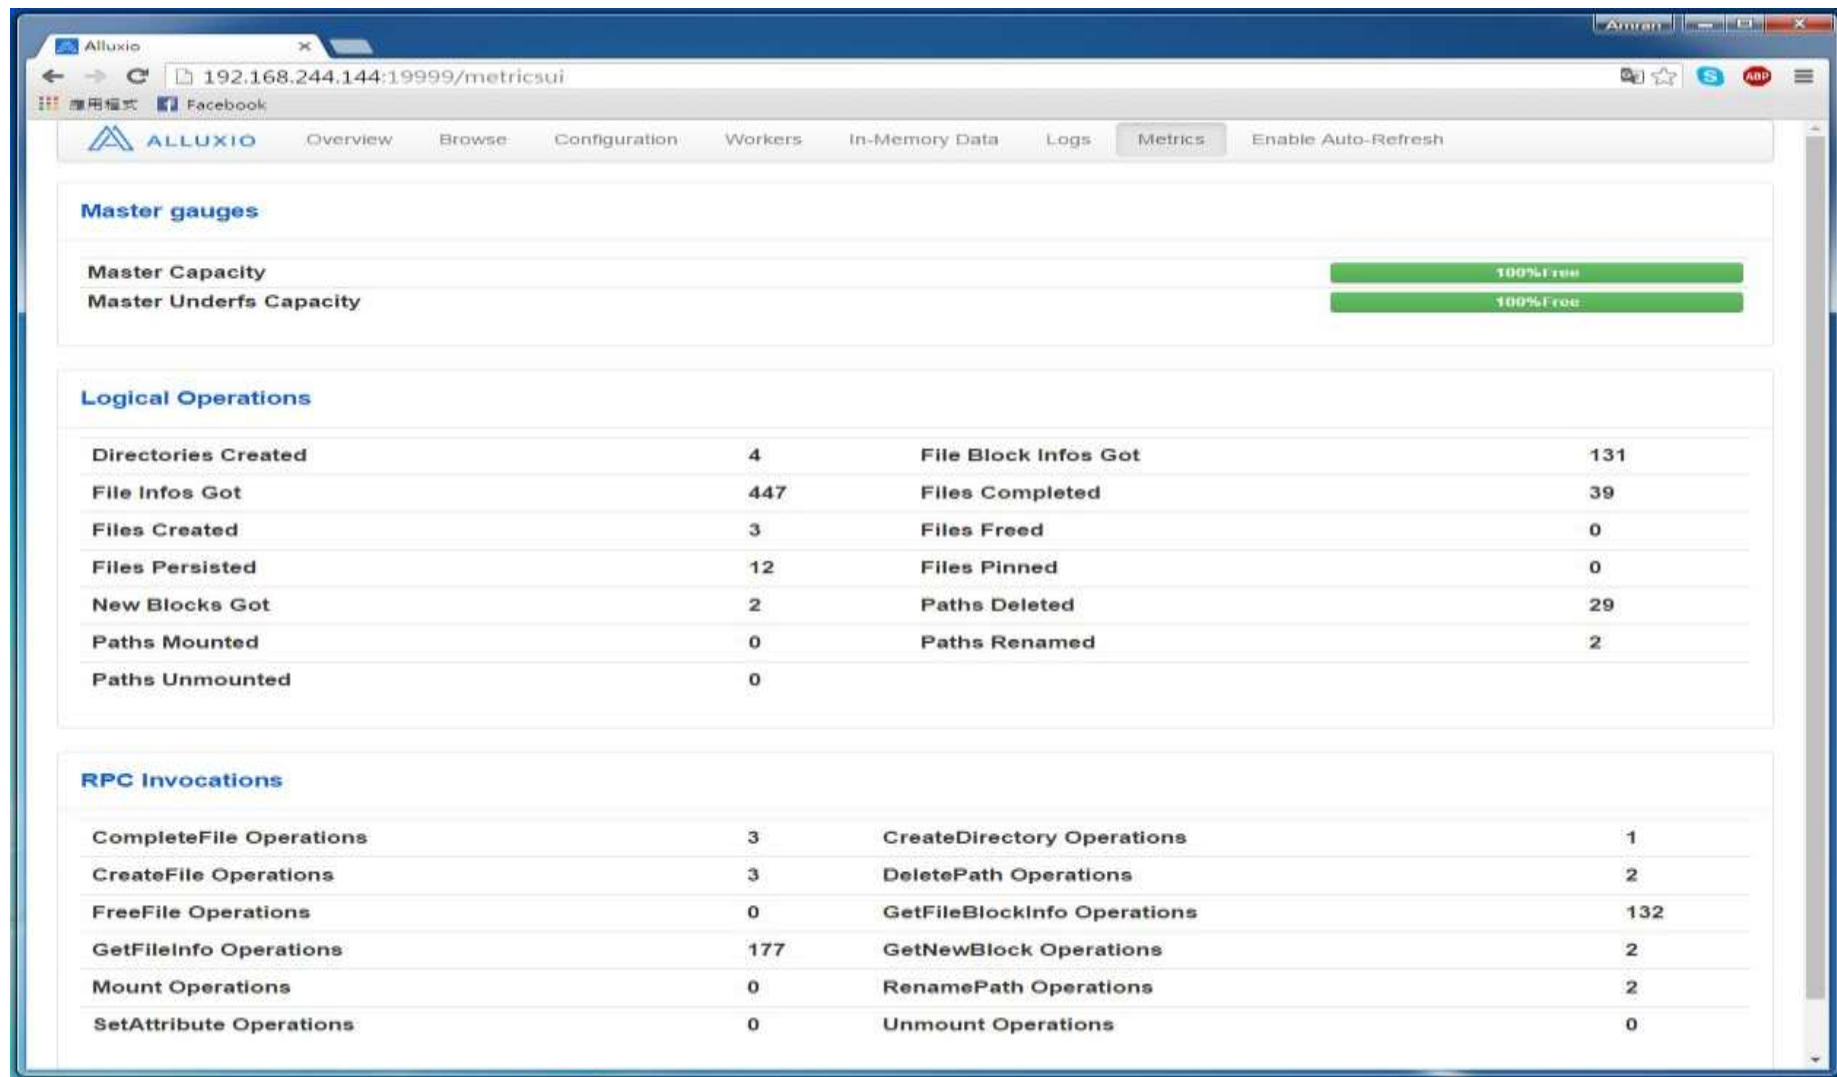 Amran
Alluxio
192.168.244.144:19999/metricsui
應用程式 Facebook
ALLUXIO Overview Browse Configuration Workers In-Memory Data Logs Metrics Enable Auto-Refresh
Master gauges
Master Capacity 100%Free
Master Underfs Capacity 100%Free
Logical Operations
Directories Created 4 File Block Infos Got 131
File Infos Got 447 Files Completed 39
Files Created 3 Files Freed 0
Files Persisted 12 Files Pinned 0
New Blocks Got 2 Paths Deleted 29
Paths Mounted 0 Paths Renamed 2
Paths Unmounted 0
RPC Invocations
CompleteFile Operations 3 CreateDirectory Operations 1
CreateFile Operations 3 DeletePath Operations 2
FreeFile Operations 0 GetFileBlockInfo Operations 132
GetFileInfo Operations 177 GetNewBlock Operations 2
Mount Operations 0 RenamePath Operations 2
SetAttribute Operations 0 Unmount Operations 0